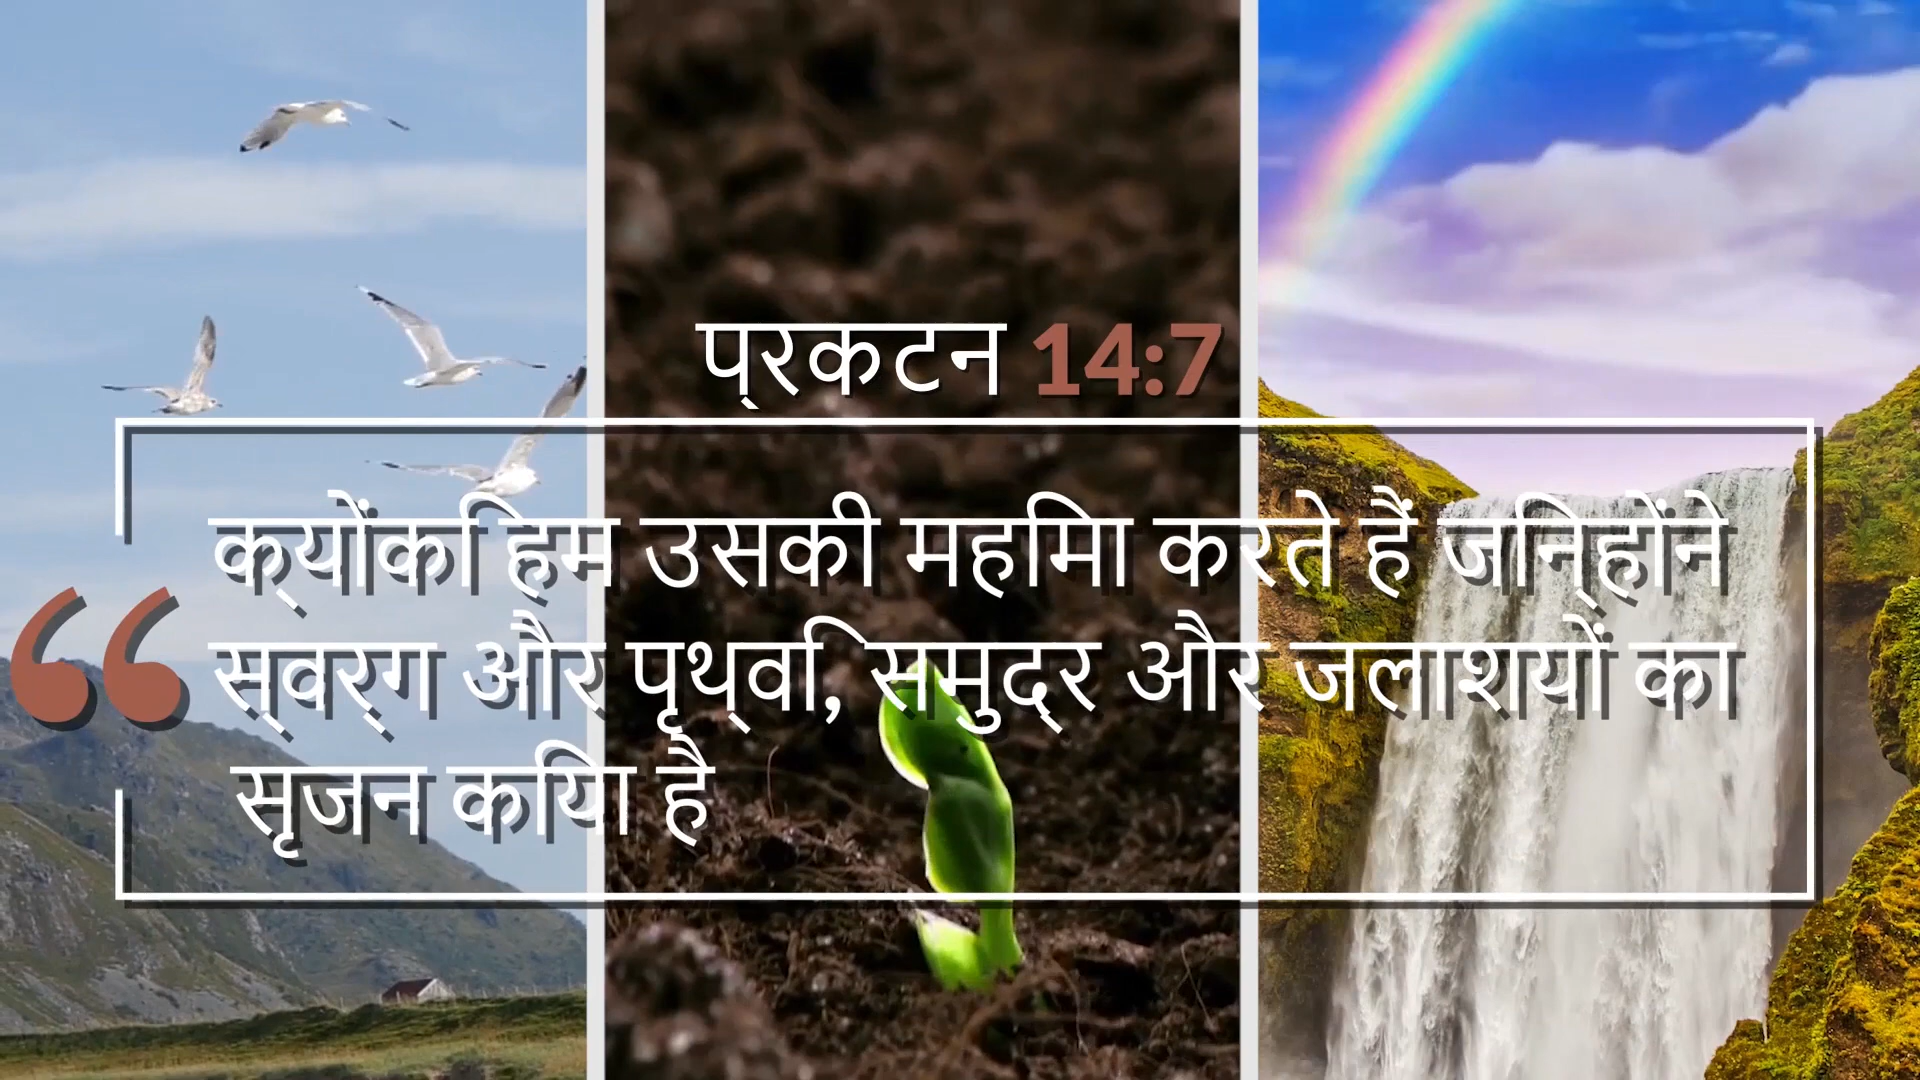 प्रकटन 14:7
“ क्योंकि हम उसकी महिमा करते हैं जिन्होंने
स्वर्ग और पृथ्वि, समुद्र और जलाशयों का
सृजन किया है